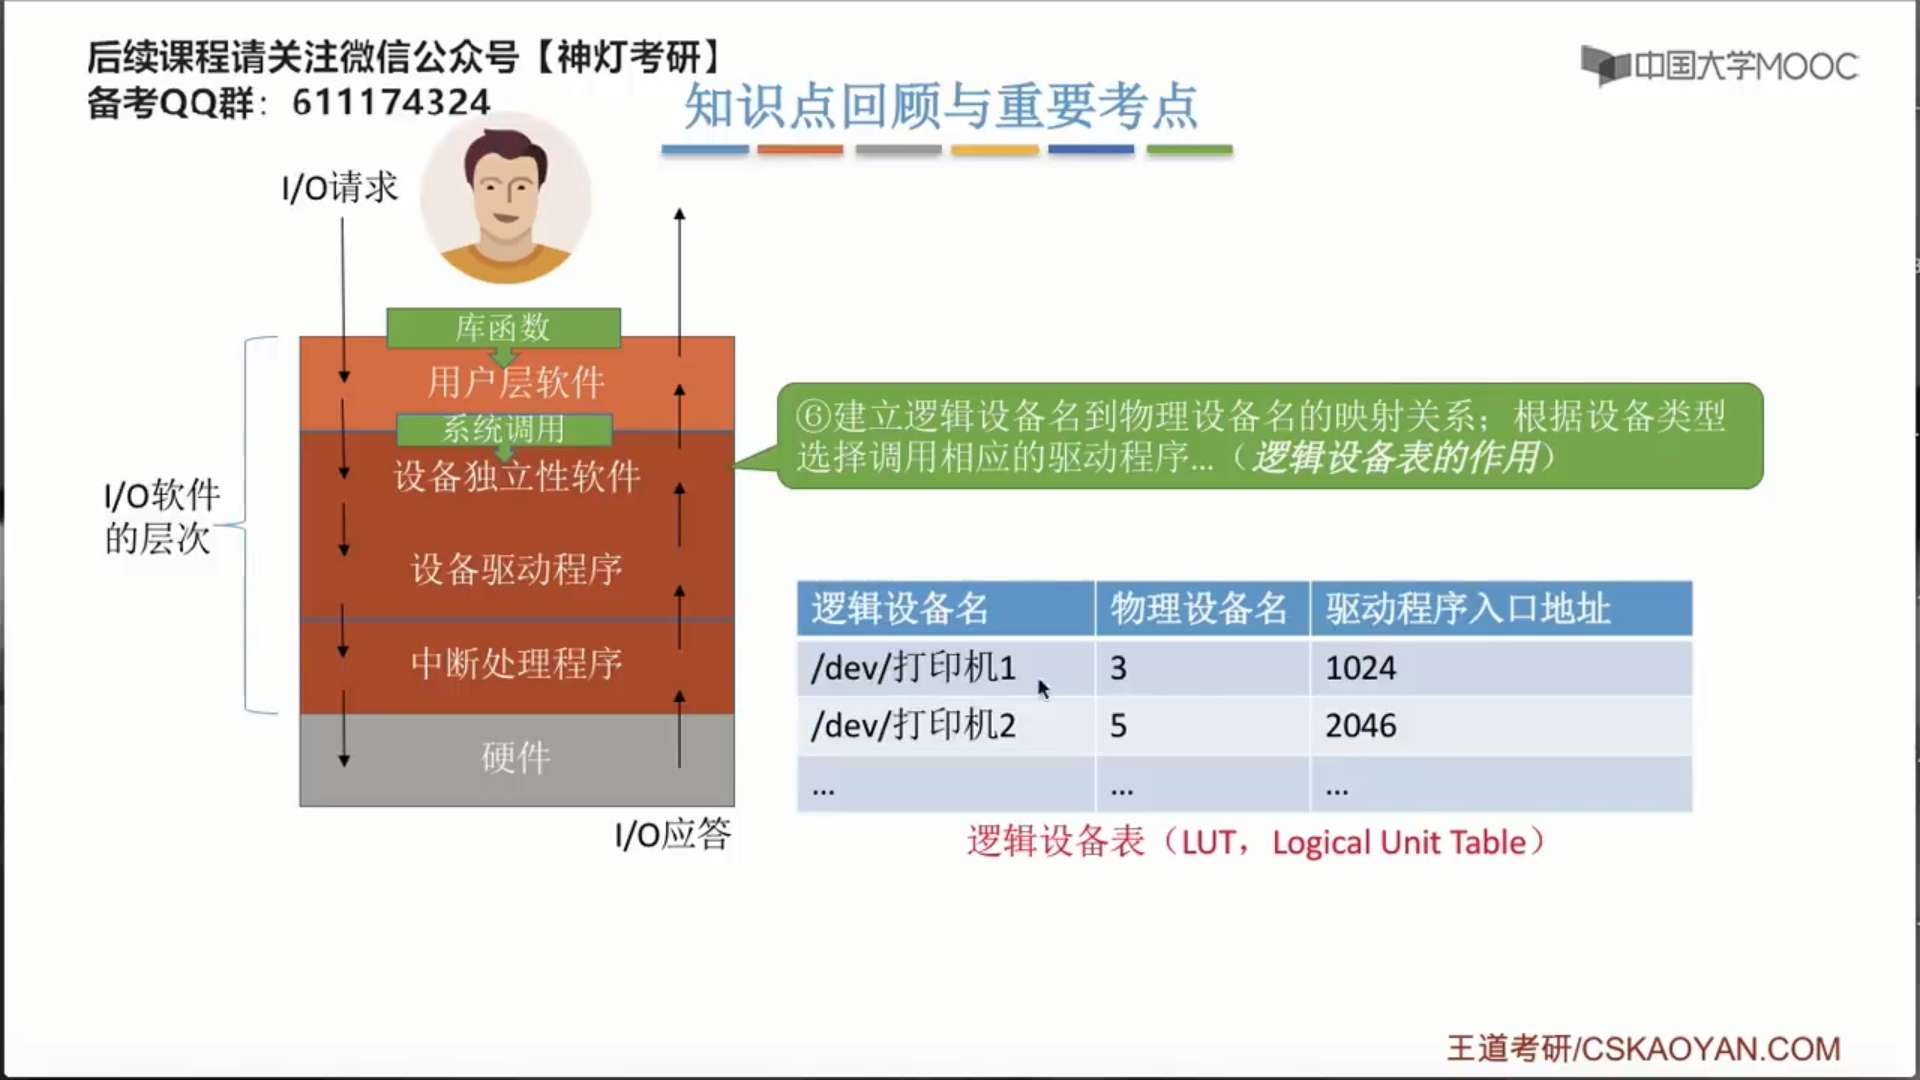 后续课程请关注微信公众号【神灯考研】
备考QQ群：611174324
中国大学MOOC
知识点回顾与重要考点
I/O请求
库函数
用户层软件
系统调用
设备独立性软件
设备驱动程序
中断处理程序
硬件
I/O应答
I/O软件
的层次
⑥建立逻辑设备名到物理设备名的映射关系；根据设备类型
选择调用相应的驱动程序...（逻辑设备表的作用）
逻辑设备名 物理设备名 驱动程序入口地址
/dev/打印机1 3 1024
/dev/打印机2 5 2046
... ... ...
逻辑设备表（LUT，Logical Unit Table）
王道考研/CSKAOYAN.COM